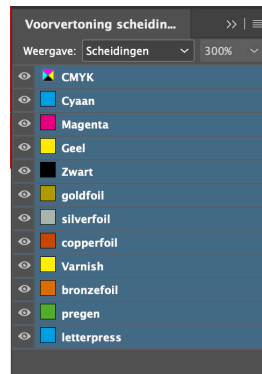 Voorvertoning scheidin...
Weergave: Scheidingen 300%
CMYK
Cyaan
Magenta
Geel
Zwart
goldfoil
silverfoil
copperfoil
Varnish
bronzefoil
pregen
letterpress